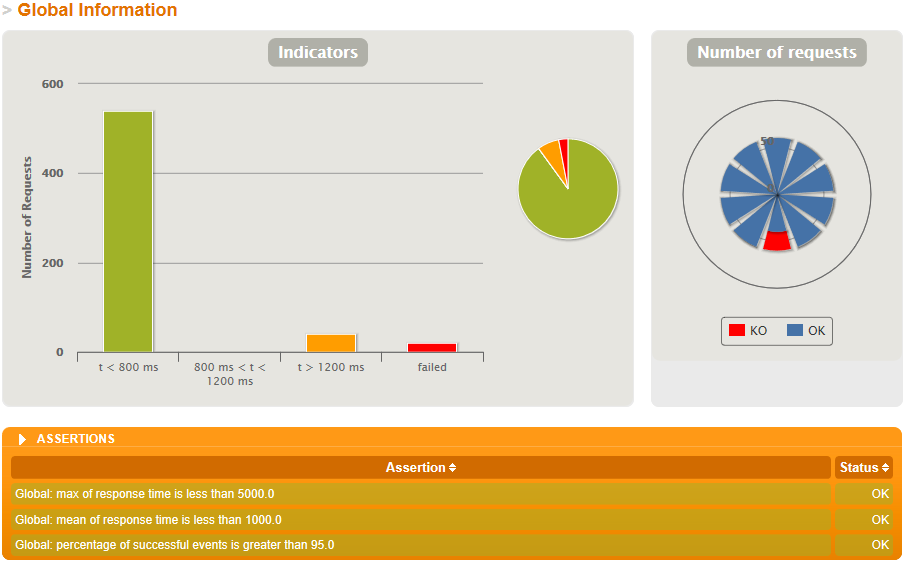 > Global Information
Indicators
Number of requests
Number of Requests
600
400
200
0
t < 800 ms
800 ms < t <
1200 ms
t > 1200 ms
failed
50
0
KO
OK
ASSERTIONS
Assertion
Status
Global: max of response time is less than 5000.0
OK
Global: mean of response time is less than 1000.0
OK
Global: percentage of successful events is greater than 95.0
OK